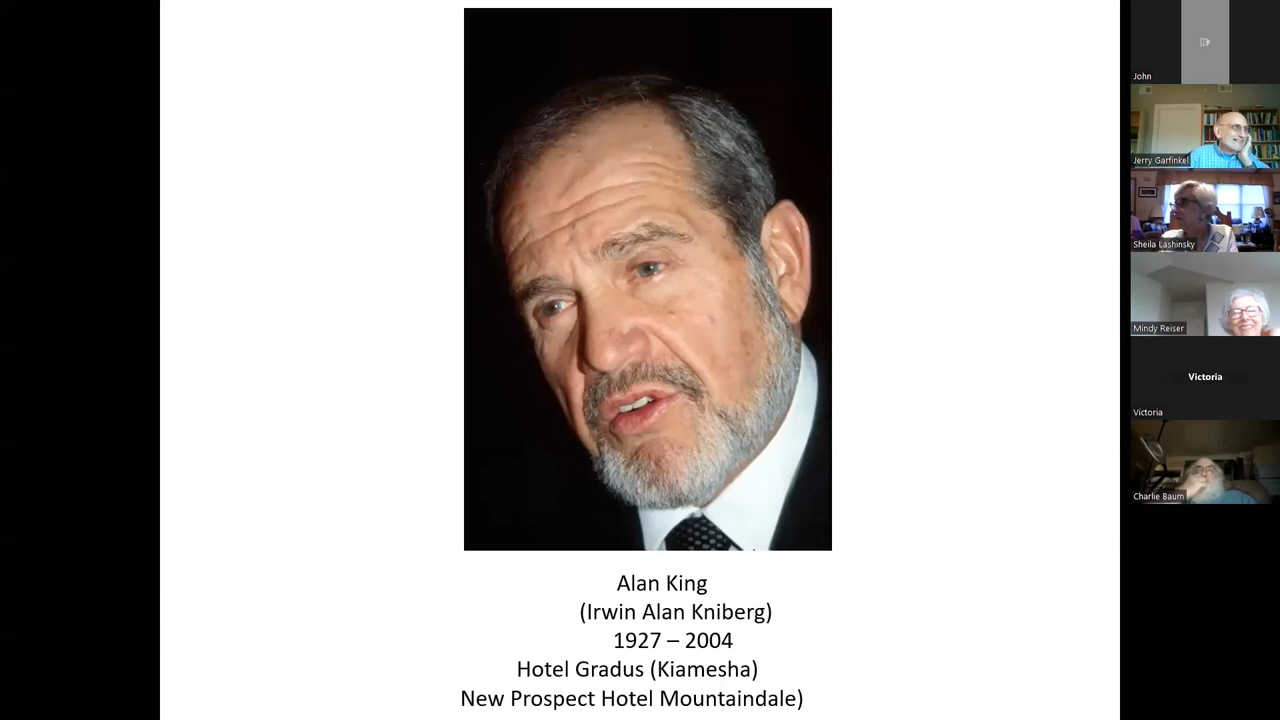 Alan King
(Irwin Alan Kniberg)
1927 – 2004
Hotel Gradus (Kiamesha)
New Prospect Hotel Mountaindale)
John
Jerry Garfinkel
Sheila Lashinsky
Mindy Reiser
Victoria
Victoria
Charlie Baum